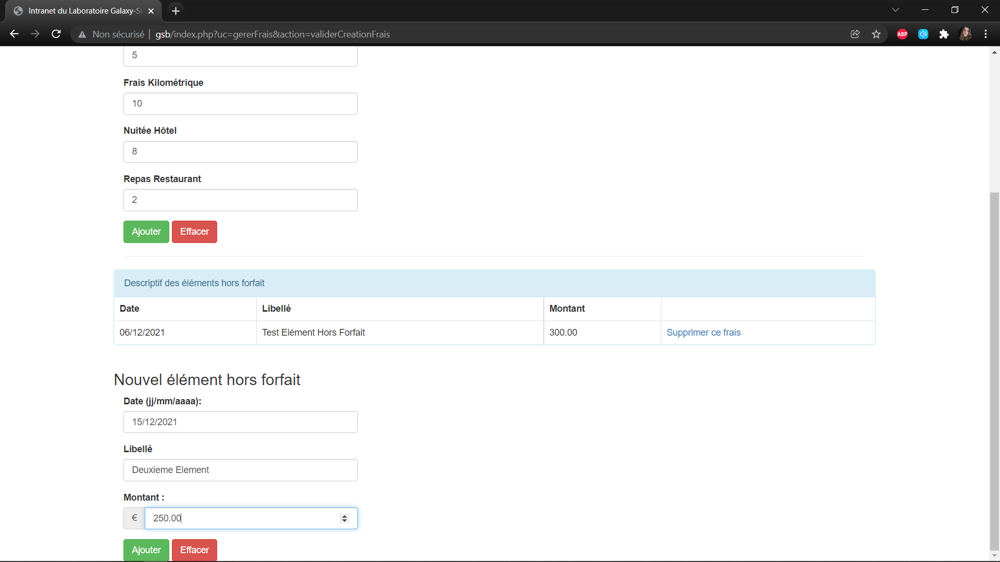 Intranet du Laboratoire Galaxy-S
Non sécurisé | gsb/index.php?uc=gererFrais&action=validerCreationFrais
ABP
5
Frais Kilométrique
10
Nuitée Hôtel
8
Repas Restaurant
2
Ajouter Effacer
Descriptif des éléments hors forfait
Date Libellé Montant
06/12/2021 Test Elément Hors Forfait 300.00 Supprimer ce frais
Nouvel élément hors forfait
Date (jj/mm/aaaa):
15/12/2021
Libellé
Deuxieme Element
Montant :
€ 250.00
Ajouter Effacer